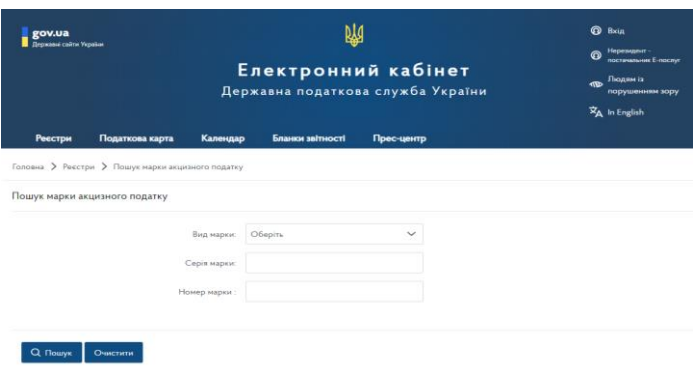 gov.ua
Державні сайти України
Електронний кабінет
Державна податкова служба України
Вхід
Нерезидент -
постачальник Е-послуг
Людям із
порушенням зору
In English
Реєстри Податкова карта Календар Бланки звітності Прес-центр
Головна > Реєстри > Пошук марки акцизного податку
Пошук марки акцизного податку
Вид марки: Оберіть
Серія марки:
Номер марки :
Пошук Очистити